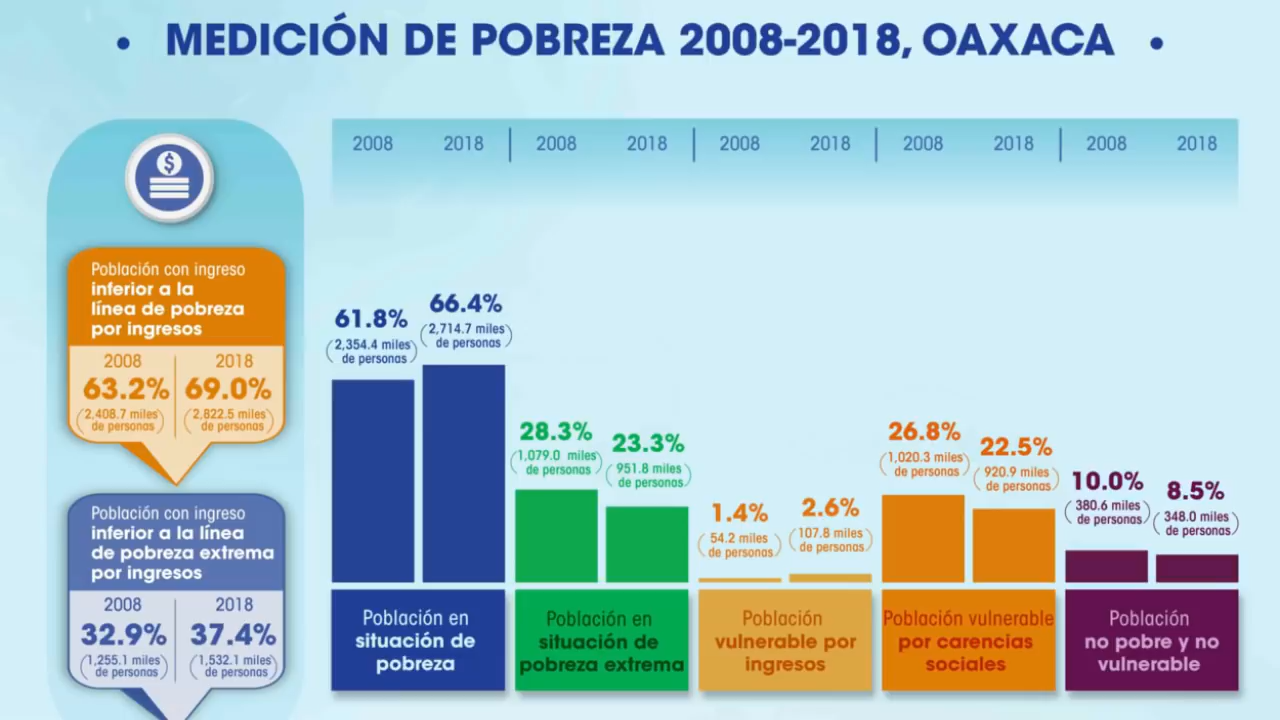 • MEDICIÓN DE POBREZA 2008-2018, OAXACA •
$
Población con ingreso
inferior a la
línea de pobreza
por ingresos
2008 2018
63.2% 69.0%
(2,408.7 miles de personas) (2,822.5 miles de personas)
Población con ingreso
inferior a la línea
de pobreza extrema
por ingresos
2008 2018
32.9% 37.4%
(1,255.1 miles de personas) (1,532.1 miles de personas)
2008 2018 | 2008 2018 | 2008 2018 | 2008 2018 | 2008 2018
61.8%
(2,354.4 miles
de personas)
66.4%
(2,714.7 miles
de personas)
28.3%
(1,079.0 miles
de personas)
23.3%
(951.8 miles
de personas)
1.4%
(54.2 miles
de personas)
2.6%
(107.8 miles
de personas)
26.8%
(1,020.3 miles
de personas)
22.5%
(920.9 miles
de personas)
10.0%
(380.6 miles
de personas)
8.5%
(348.0 miles
de personas)
Población en
situación de
pobreza
Población en
situación de
pobreza extrema
Población
vulnerable por
ingresos
Población vulnerable
por carencias
sociales
Población
no pobre y no
vulnerable